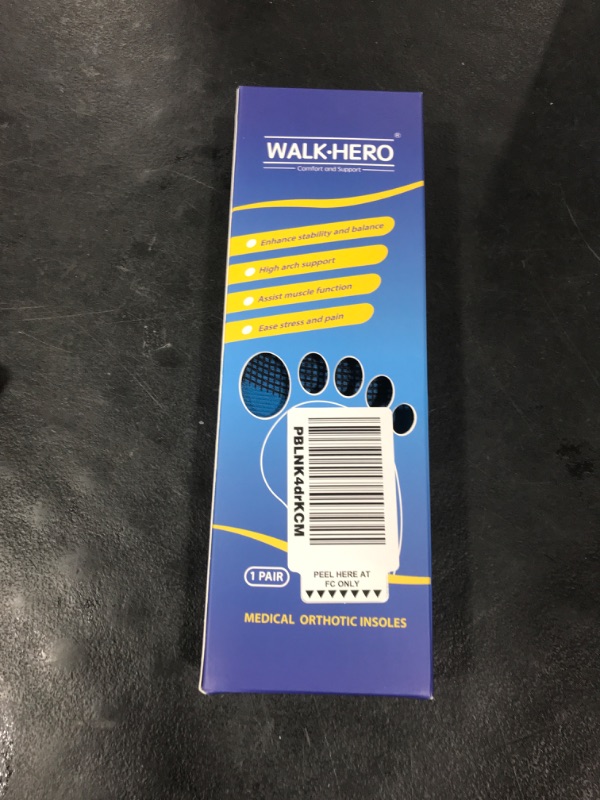 WALK·HERO®
Comfort and Support
Enhance stability and balance
High arch support
Assist muscle function
Ease stress and pain
PBLNK4drKCM
1 PAIR
PEEL HERE AT
FC ONLY
MEDICAL ORTHOTIC INSOLES